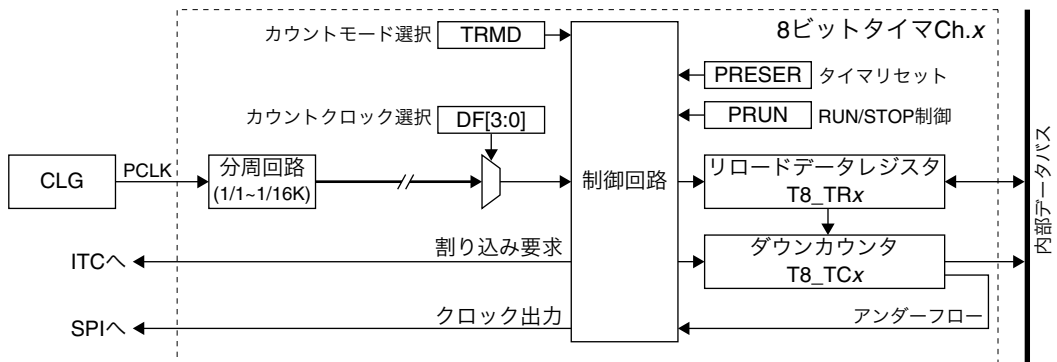 カウントモード選択 TRMD
8ビットタイマCh.x
PRESER タイマリセット
カウントクロック選択 DF[3:0]
PRUN RUN/STOP制御
CLG
PCLK
分周回路
(1/1~1/16K)
制御回路
リロードデータレジスタ
T8_TRx
ダウンカウンタ
T8_TCx
内部データバス
ITCへ
割り込み要求
SPIへ
クロック出力
アンダーフロー